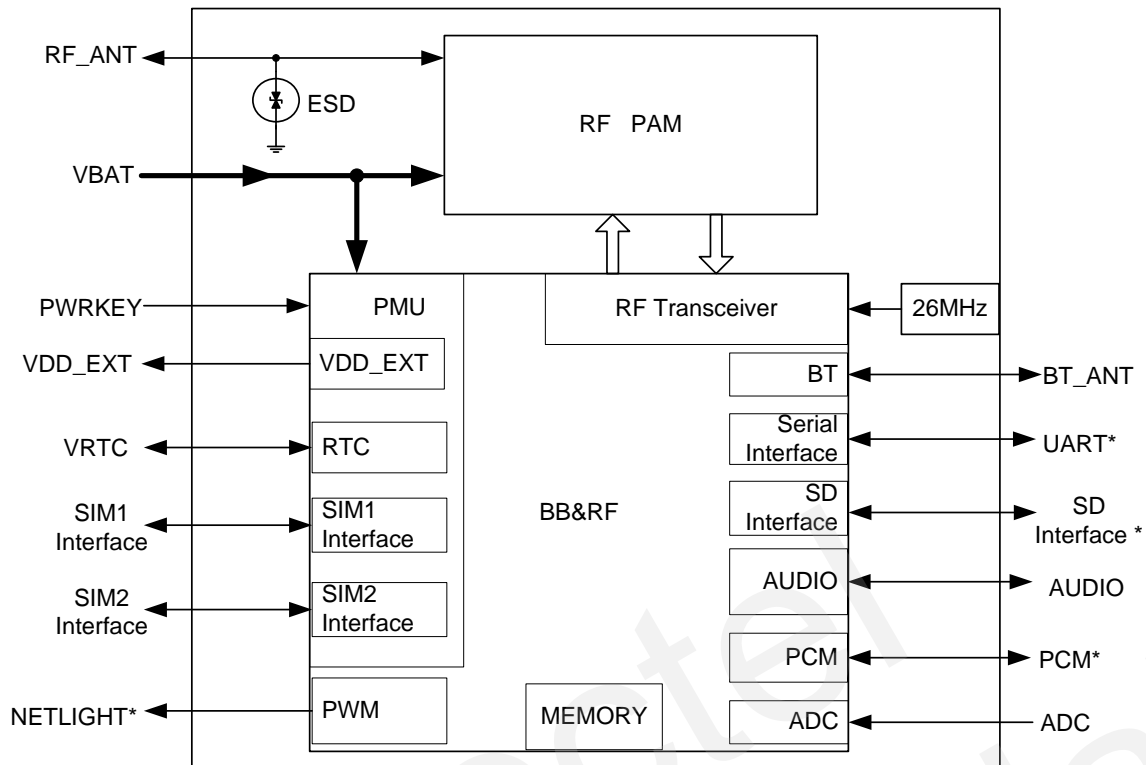 RF_ANT
ESD
RF PAM
VBAT
PWRKEY
PMU
RF Transceiver
26MHz
VDD_EXT
VDD_EXT
BT
BT_ANT
VRTC
RTC
Serial
Interface
UART*
SIM1
Interface
SIM1
Interface
BB&RF
SD
Interface
SD
Interface *
SIM2
Interface
SIM2
Interface
AUDIO
AUDIO
PCM
PCM*
NETLIGHT*
PWM
MEMORY
ADC
ADC